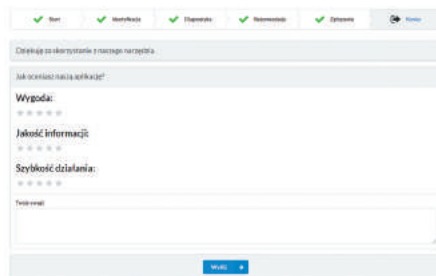 Start
Identyfikacja
Diagnostyka
Rekomendacja
Zgłoszenie
Koniec
Dziękuję za skorzystanie z naszego narzędzia.
Jak oceniasz naszą aplikację?
Wygoda:
Jakość informacji:
Szybkość działania:
Twoje uwagi
Wyślij